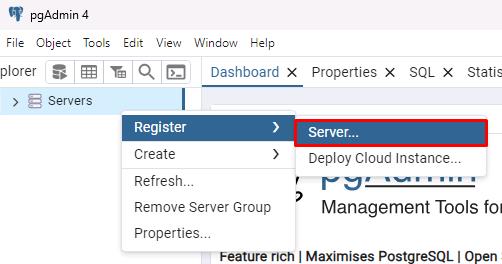 pgAdmin 4
File Object Tools Edit View Window Help
plorer
Dashboard X Properties X SQL X Statis
Servers
Register
Server...
Create
Deploy Cloud Instance...
Refresh...
pgAdmin
Remove Server Group
Management Tools for
Properties...
Feature rich | Maximises PostgreSQL | Open